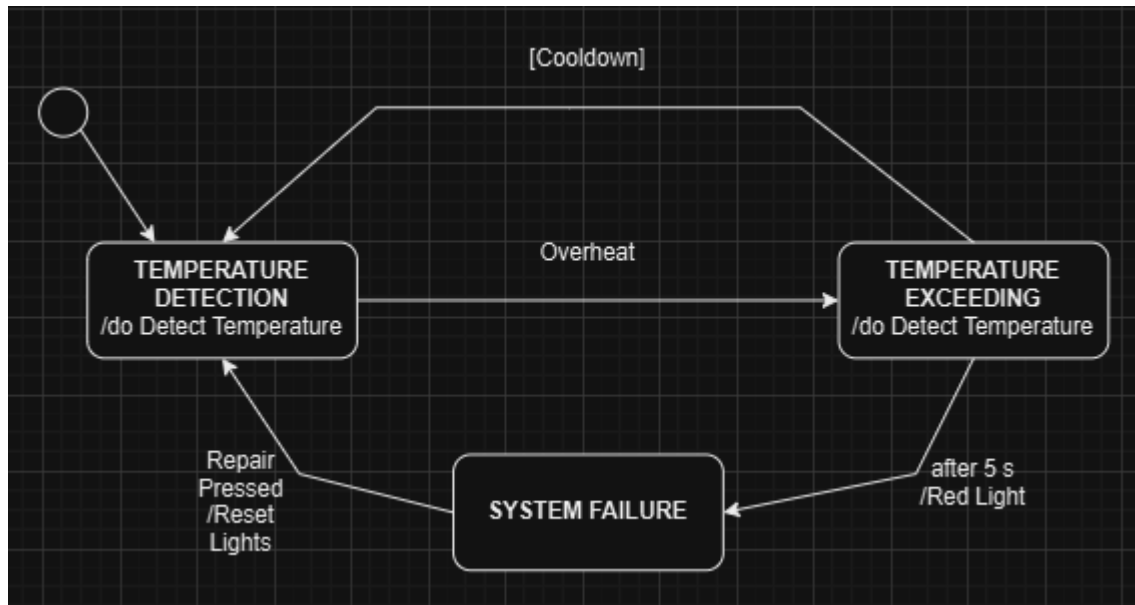 [Cooldown]
Overheat
TEMPERATURE
DETECTION
/do Detect Temperature
TEMPERATURE
EXCEEDING
/do Detect Temperature
Repair
Pressed
/Reset
Lights
SYSTEM FAILURE
after 5 s
/Red Light